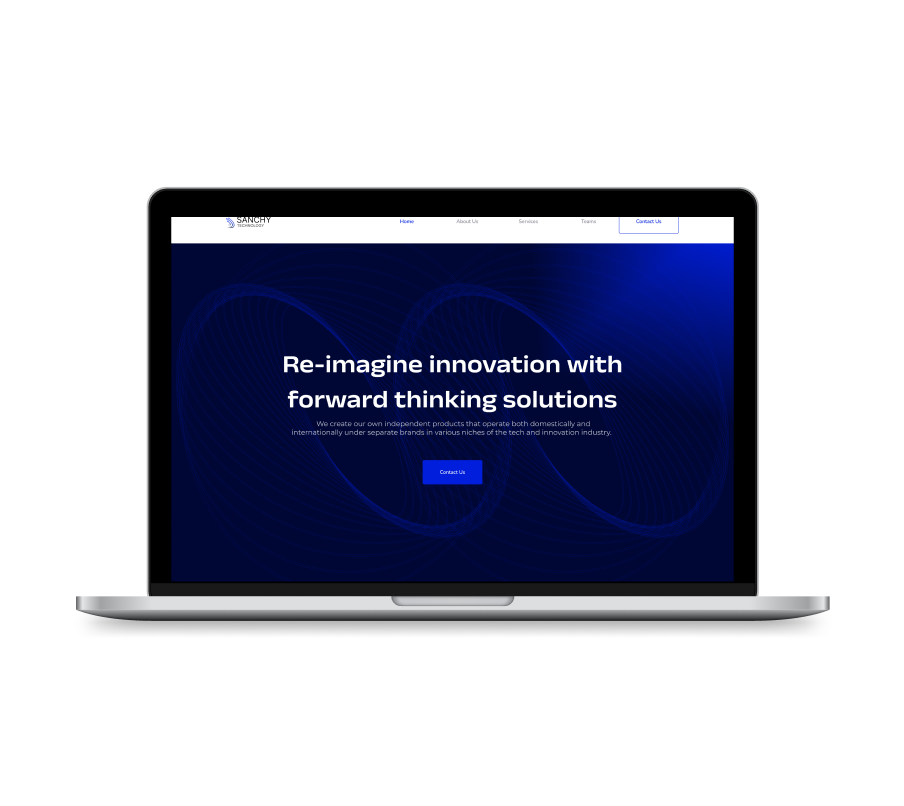 SANCHY
TECHNOLOGY
Home About Us Services Teams Contact Us
Re-imagine innovation with
forward thinking solutions
We create our own independent products that operate both domestically and
internationally under separate brands in various niches of the tech and innovation industry.
Contact Us